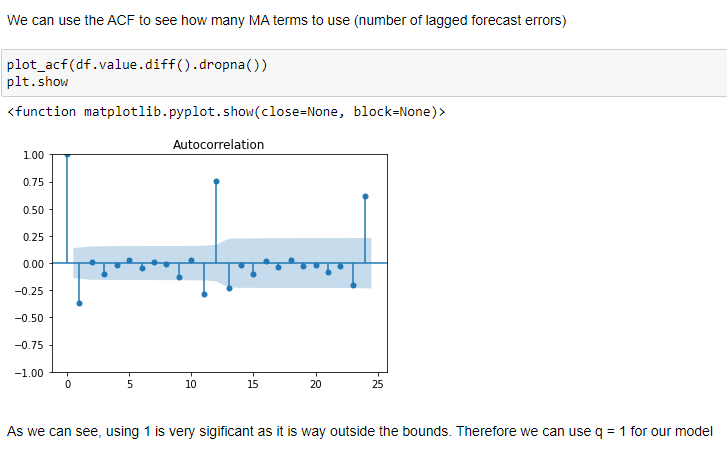 We can use the ACF to see how many MA terms to use (number of lagged forecast errors)
plot_acf(df.value.diff().dropna())
plt.show
<function matplotlib.pyplot.show(close=None, block=None)>
Autocorrelation
1.00
0.75
0.50
0.25
0.00
−0.25
−0.50
−0.75
−1.00
0 5 10 15 20 25
As we can see, using 1 is very sigificant as it is way outside the bounds. Therefore we can use q = 1 for our model